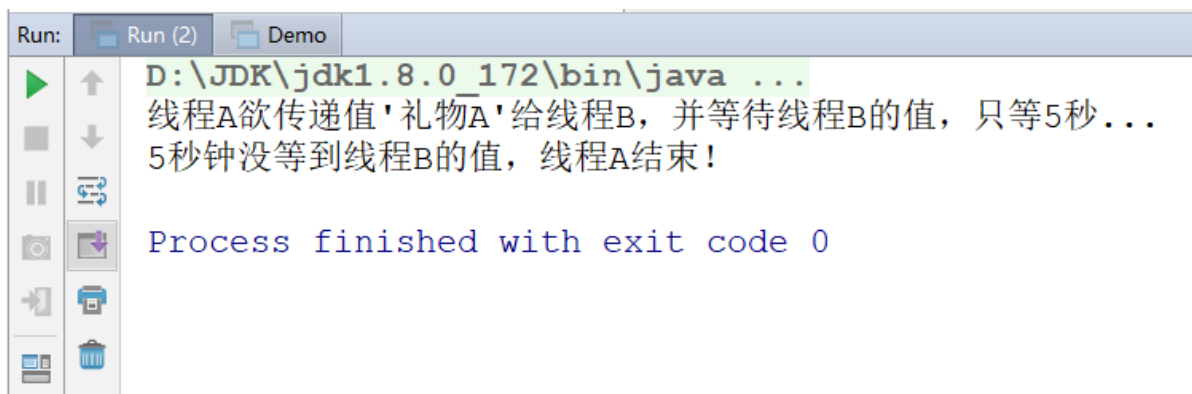 Run: Run (2) Demo
D:\JDK\jdk1.8.0_172\bin\java ...
线程A欲传递值'礼物A'给线程B，并等待线程B的值，只等5秒...
5秒钟没等到线程B的值，线程A结束!
Process finished with exit code 0